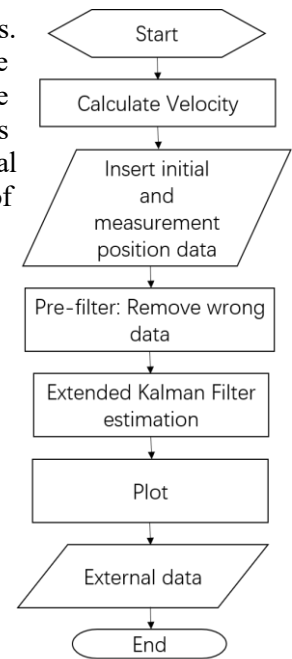 s.
e
e
s
al
of
Start
Calculate Velocity
Insert initial
and
measurement
position data
Pre-filter: Remove wrong
data
Extended Kalman Filter
estimation
Plot
External data
End